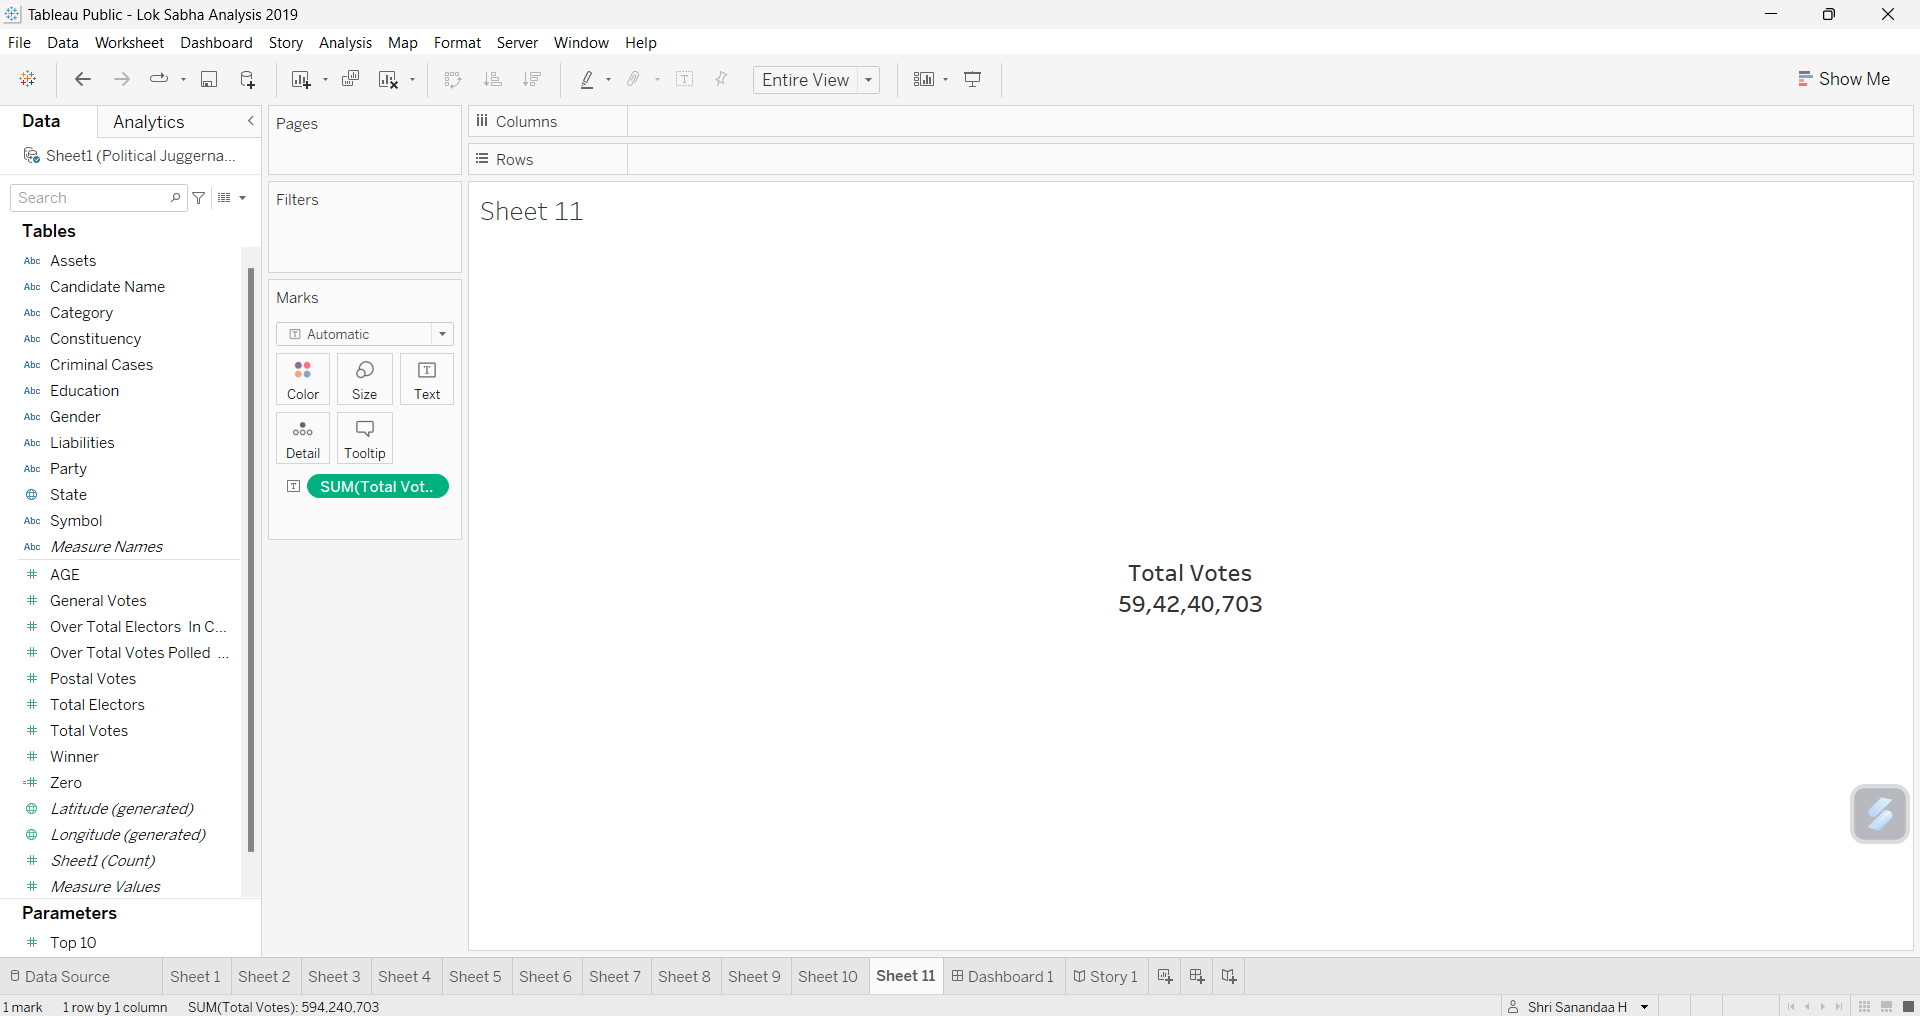 Tableau Public - Lok Sabha Analysis 2019
File Data Worksheet Dashboard Story Analysis Map Format Server Window Help
Entire View
Show Me
Data Analytics
Sheet1 (Political Juggerna...
Search
Tables
Abc Assets
Abc Candidate Name
Abc Category
Abc Constituency
Abc Criminal Cases
Abc Education
Abc Gender
Abc Liabilities
Abc Party
State
Abc Symbol
Abc Measure Names
# AGE
# General Votes
# Over Total Electors In C...
# Over Total Votes Polled ...
# Postal Votes
# Total Electors
# Total Votes
# Winner
=# Zero
Latitude (generated)
Longitude (generated)
# Sheet1 (Count)
# Measure Values
Parameters
# Top 10
Pages
Filters
Marks
T Automatic
Color Size T Text
Detail Tooltip
T SUM(Total Vot..
Columns
Rows
Sheet 11
Total Votes
59,42,40,703
Data Source Sheet 1 Sheet 2 Sheet 3 Sheet 4 Sheet 5 Sheet 6 Sheet 7 Sheet 8 Sheet 9 Sheet 10 Sheet 11 Dashboard 1 Story 1
1 mark 1 row by 1 column SUM(Total Votes): 594,240,703 Shri Sanandaa H